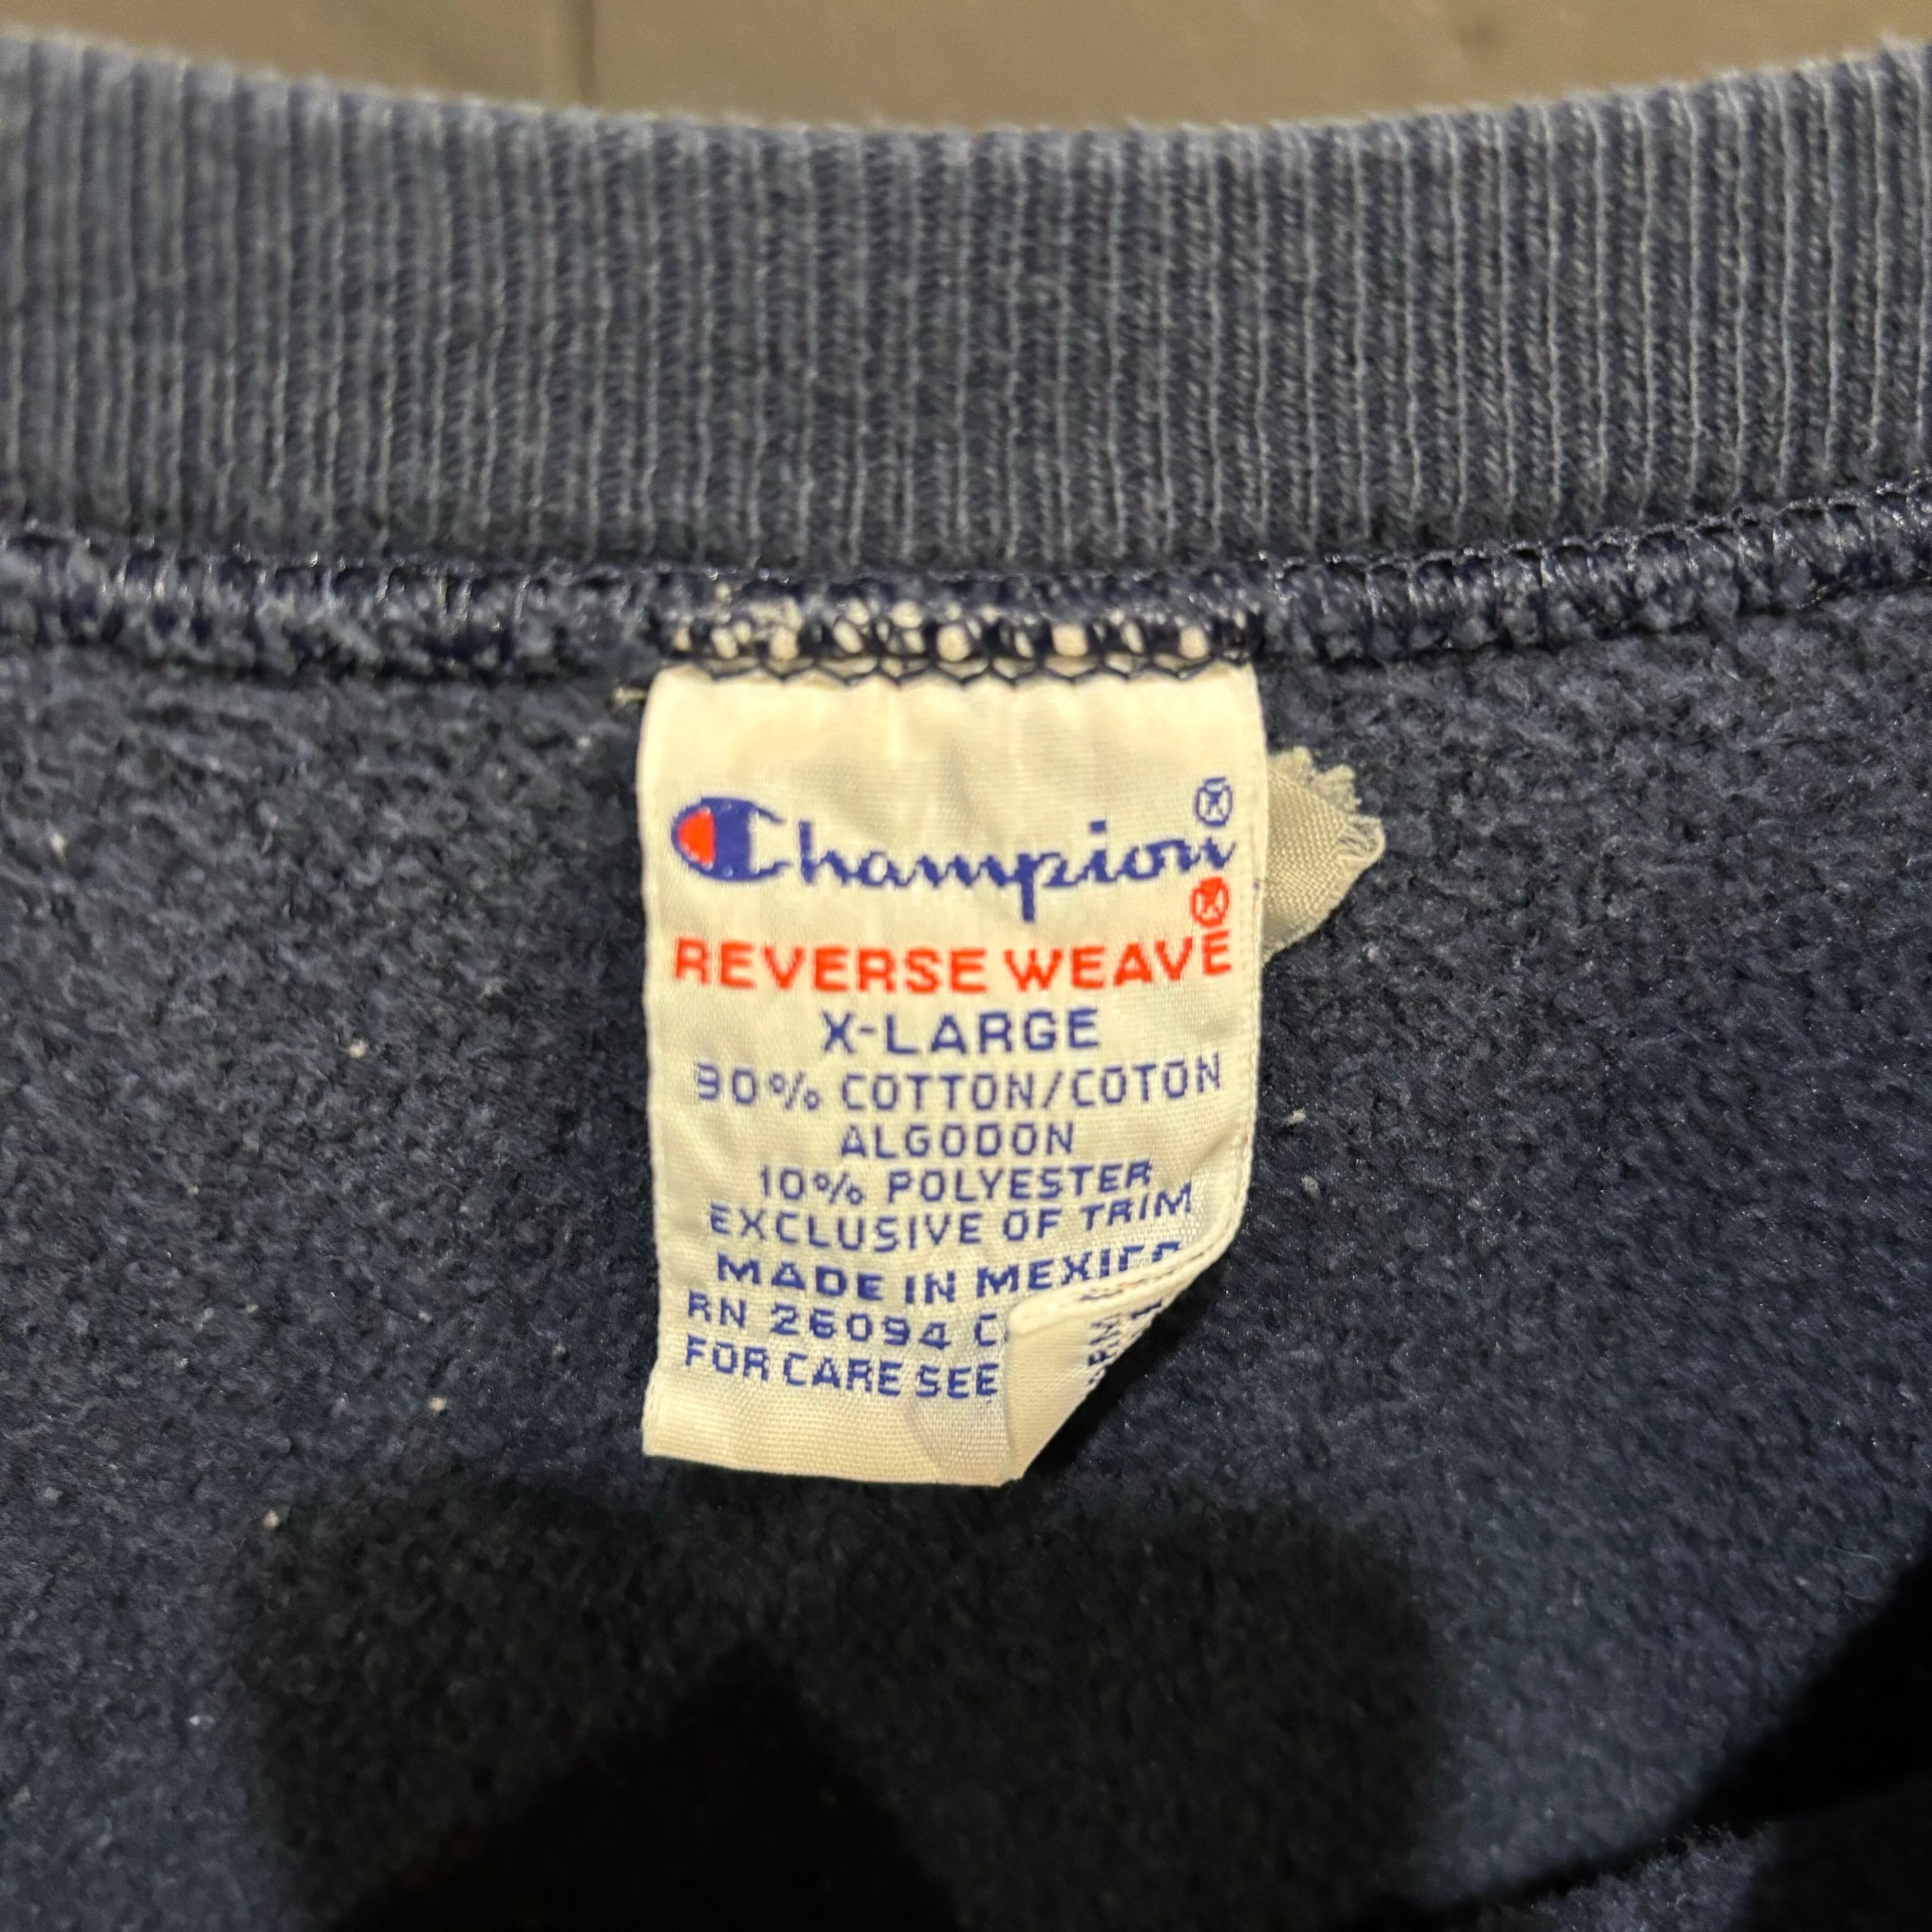 Champion®
®
REVERSE WEAVE
X-LARGE
90% COTTON/COTON
ALGODON
10% POLYESTER
EXCLUSIVE OF TRIM
MADE IN MEXICO
RN 26094
FOR CARE SEE